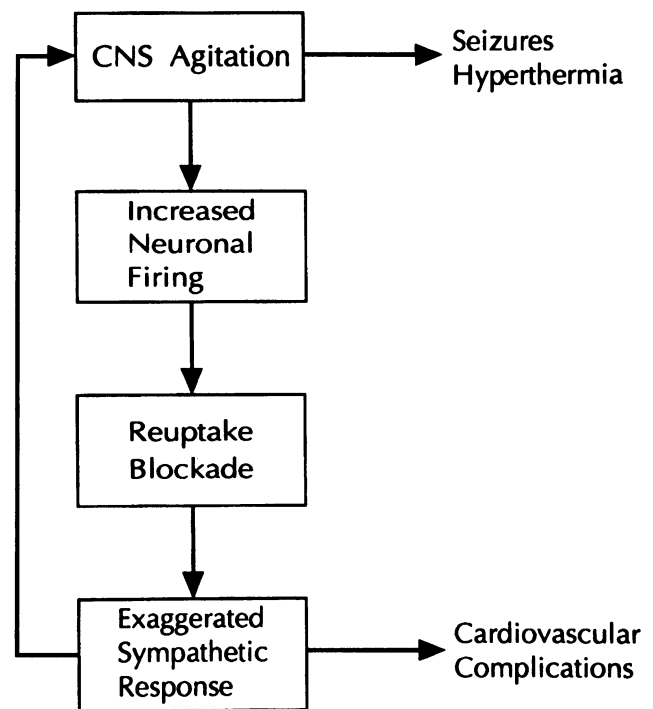 CNS Agitation
Seizures
Hyperthermia
Increased
Neuronal
Firing
Reuptake
Blockade
Exaggerated
Sympathetic
Response
Cardiovascular
Complications